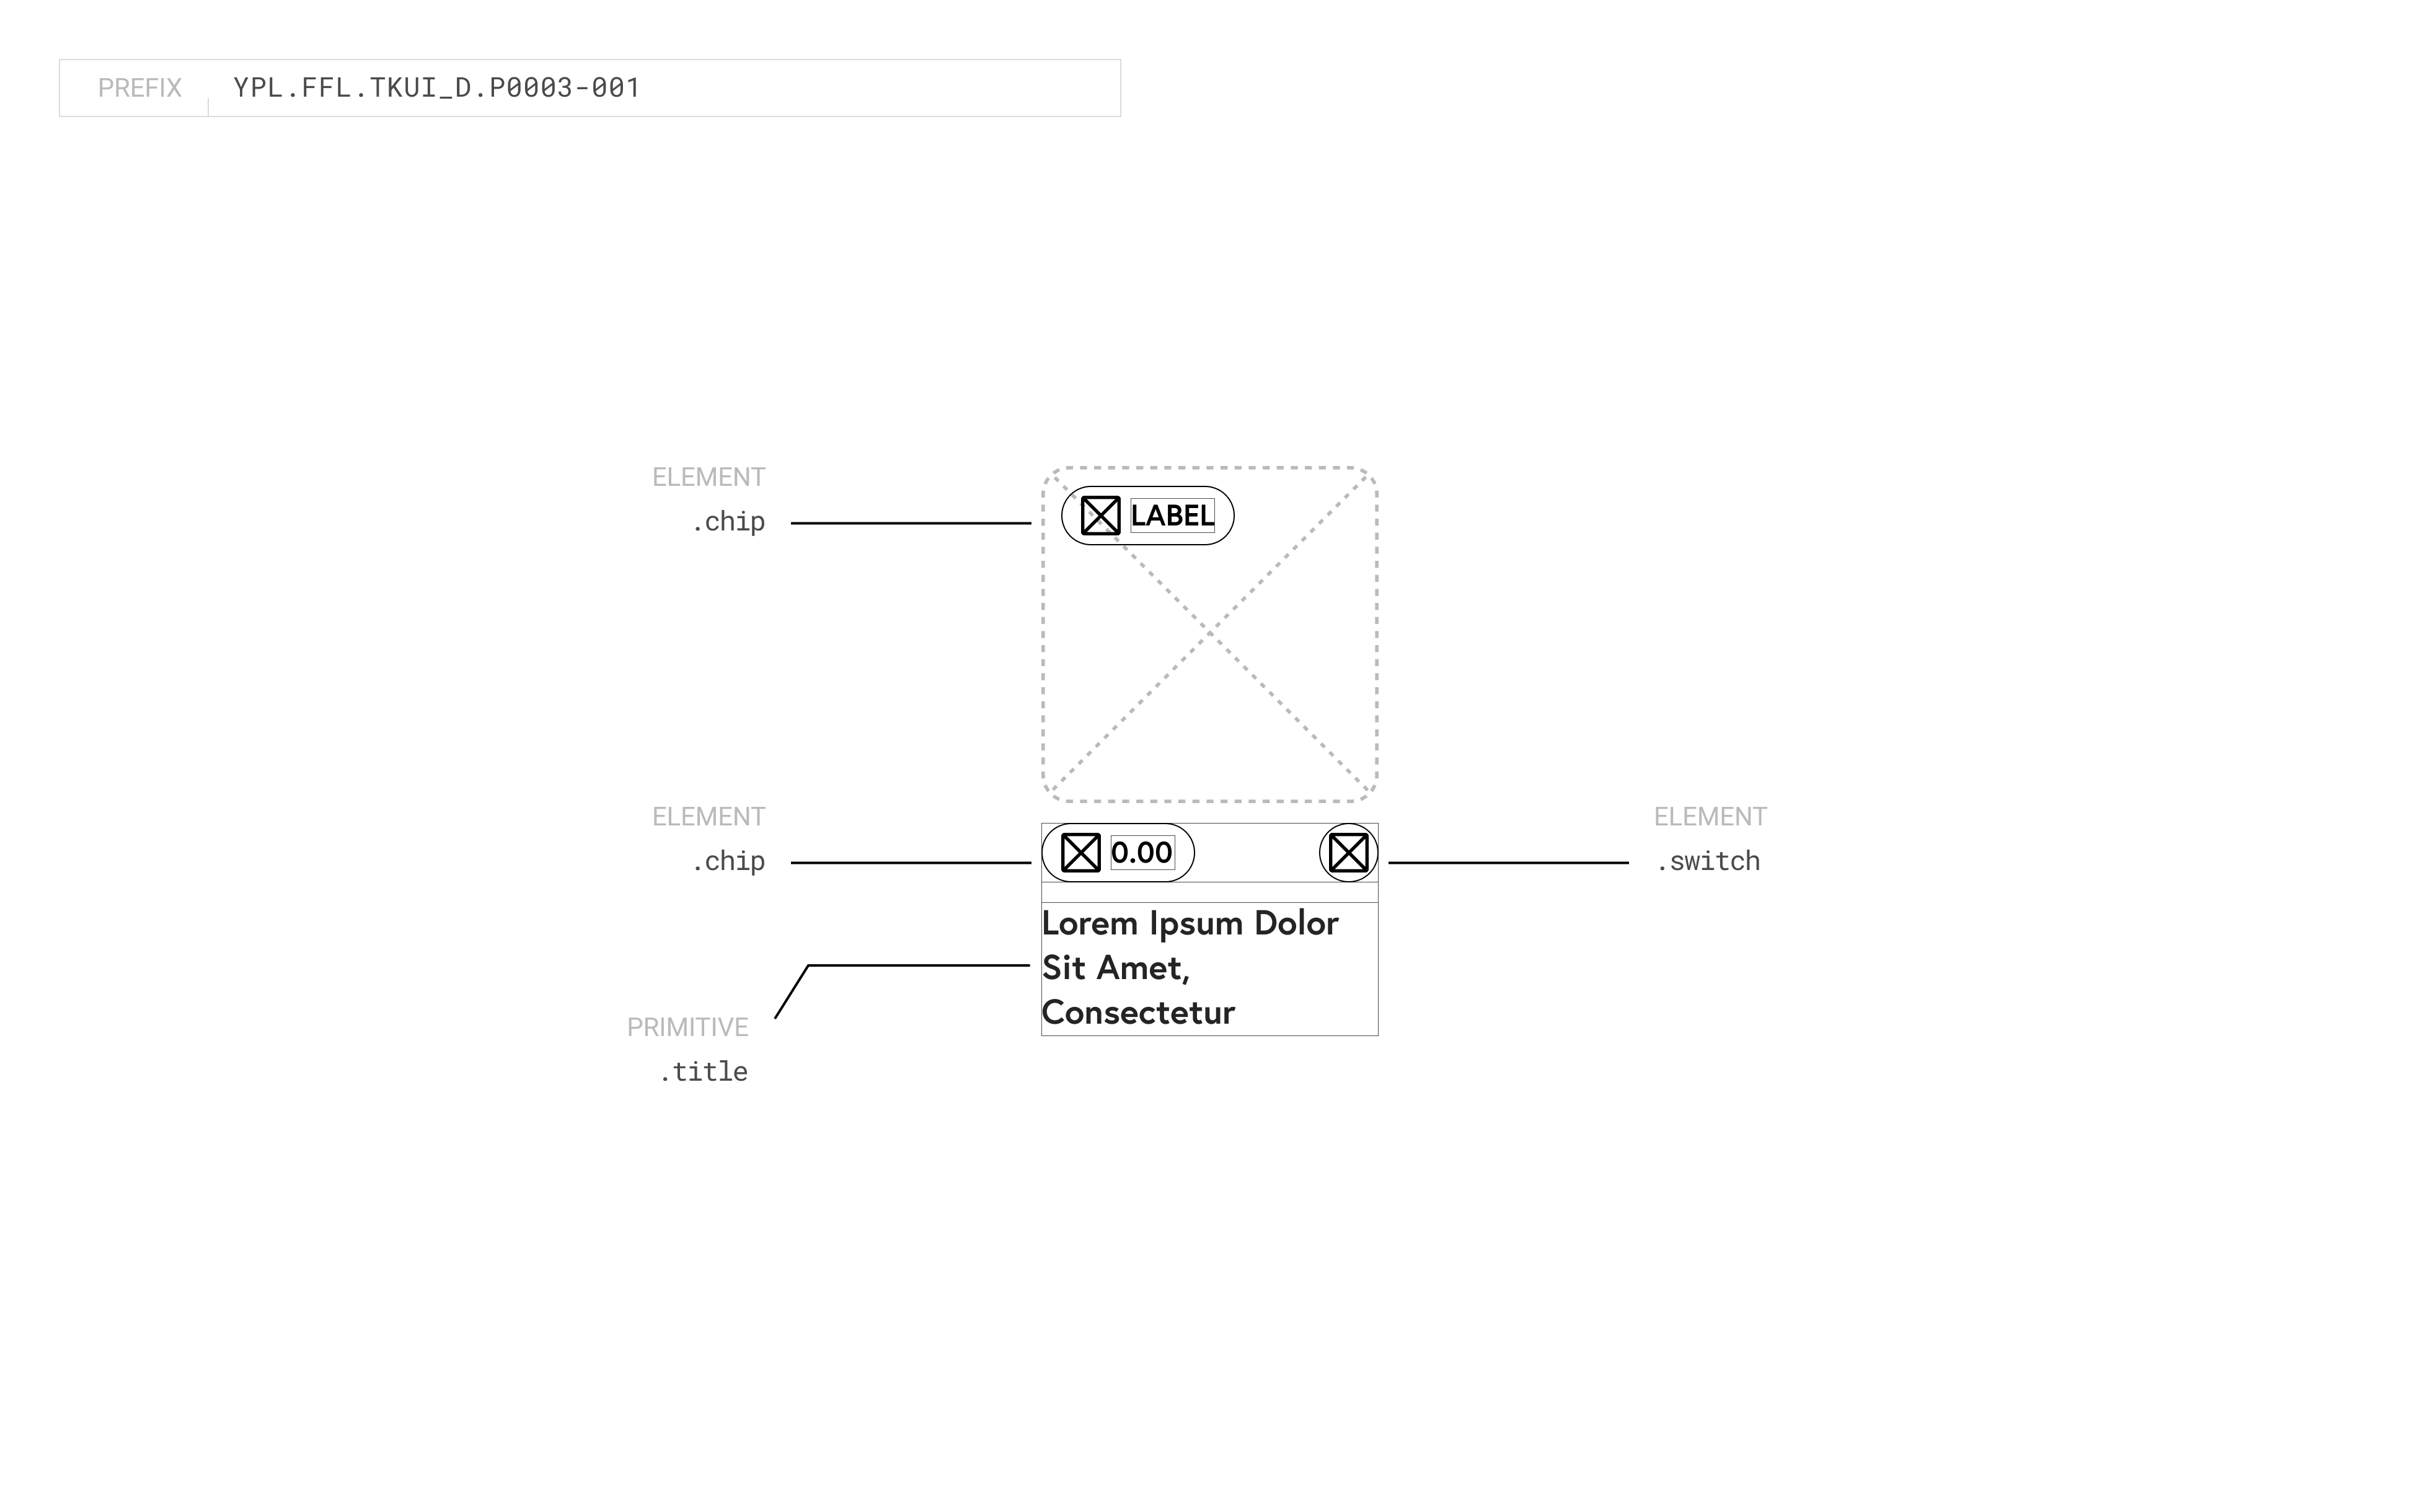 PREFIX YPL.FFL.TKUI_D.P0003-001
ELEMENT
.chip
LABEL
ELEMENT
.chip
0.00
ELEMENT
.switch
Lorem Ipsum Dolor
Sit Amet,
Consectetur
PRIMITIVE
.title